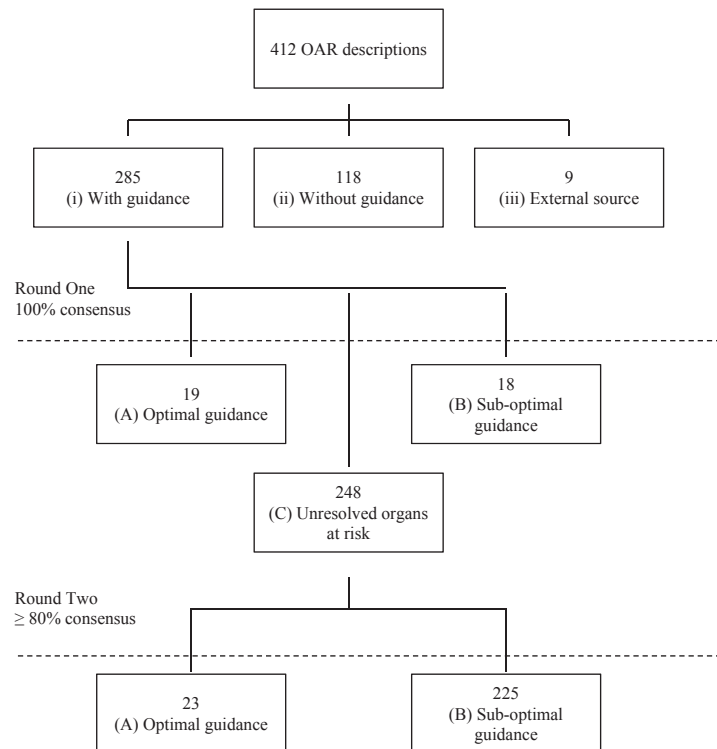 412 OAR descriptions
285
(i) With guidance
118
(ii) Without guidance
9
(iii) External source
Round One
100% consensus
19
(A) Optimal guidance
18
(B) Sub-optimal
guidance
248
(C) Unresolved organs
at risk
Round Two
≥ 80% consensus
23
(A) Optimal guidance
225
(B) Sub-optimal
guidance